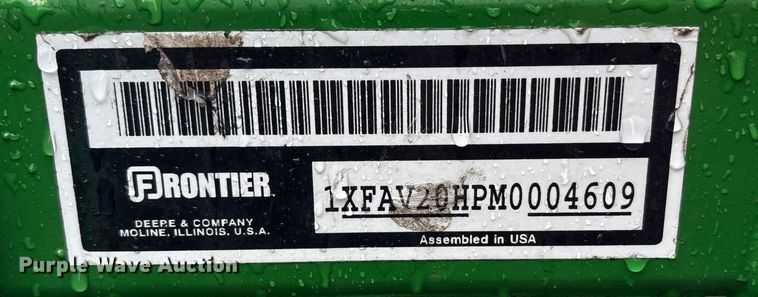 FRONTIER
DEERE & COMPANY
MOLINE, ILLINOIS, U.S.A.
1XFAV20HPM0004609
Assembled in USA
Purple Wave Auction